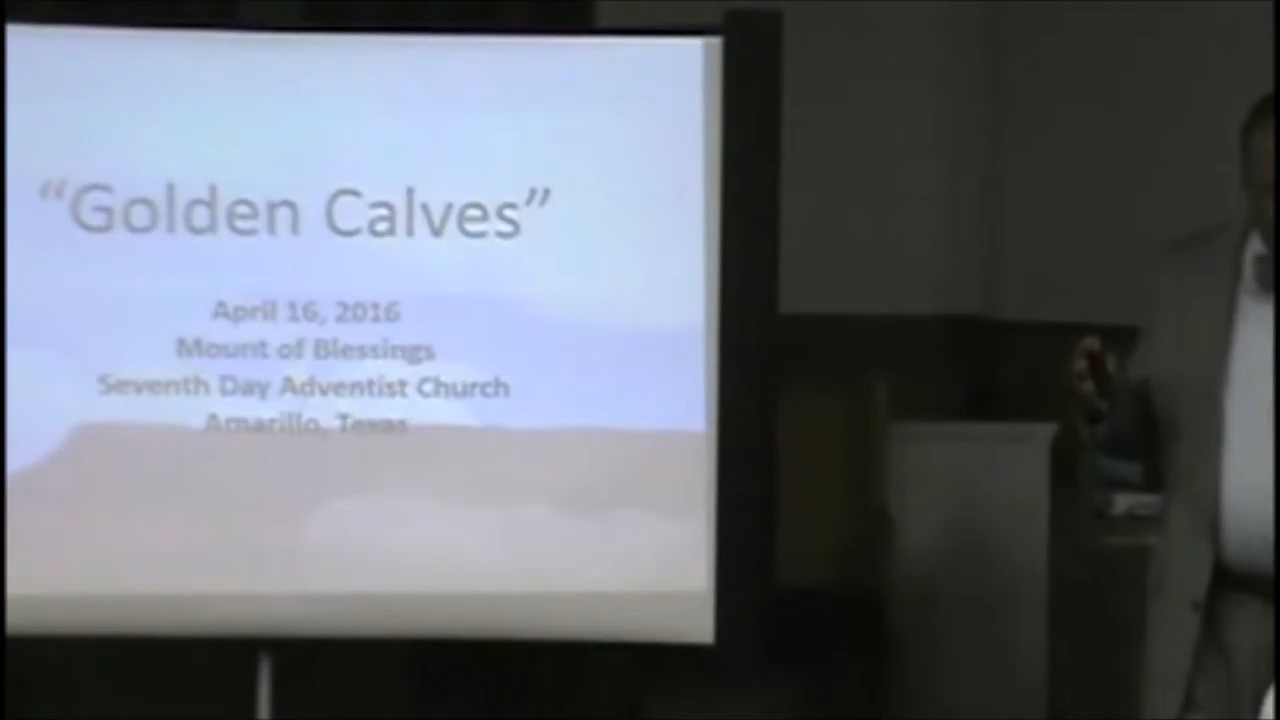 “Golden Calves”
April 16, 2016
Mount of Blessings
Seventh Day Adventist Church
Amarillo, Texas